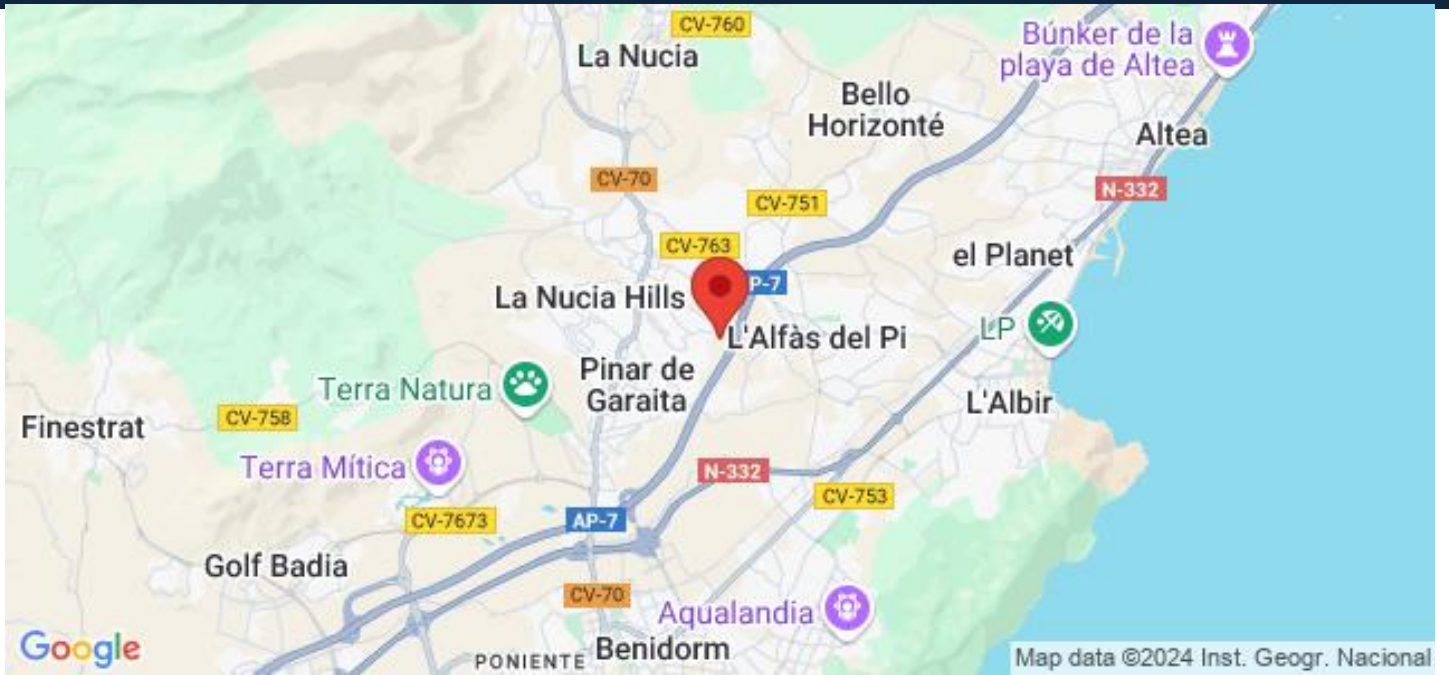 CV-760
La Nucia
Búnker de la
playa de Altea
Bello
Horizonté
Altea
CV-70
CV-751
N-332
CV-763
el Planet
P-7
La Nucia Hills
LP
L'Alfàs del Pi
Pinar de
Garaita
Terra Natura
L'Albir
CV-758
Finestrat
Terra Mítica
N-332
CV-753
CV-7673
AP-7
Golf Badia
CV-70
Aqualandia
Google
PONIENTE
Benidorm
Map data ©2024 Inst. Geogr. Nacional